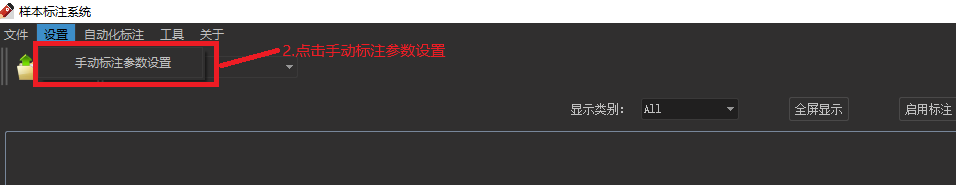 样本标注系统
文件 设置 自动化标注 工具 关于
2.点击手动标注参数设置
手动标注参数设置
显示类别： All 全屏显示 启用标注